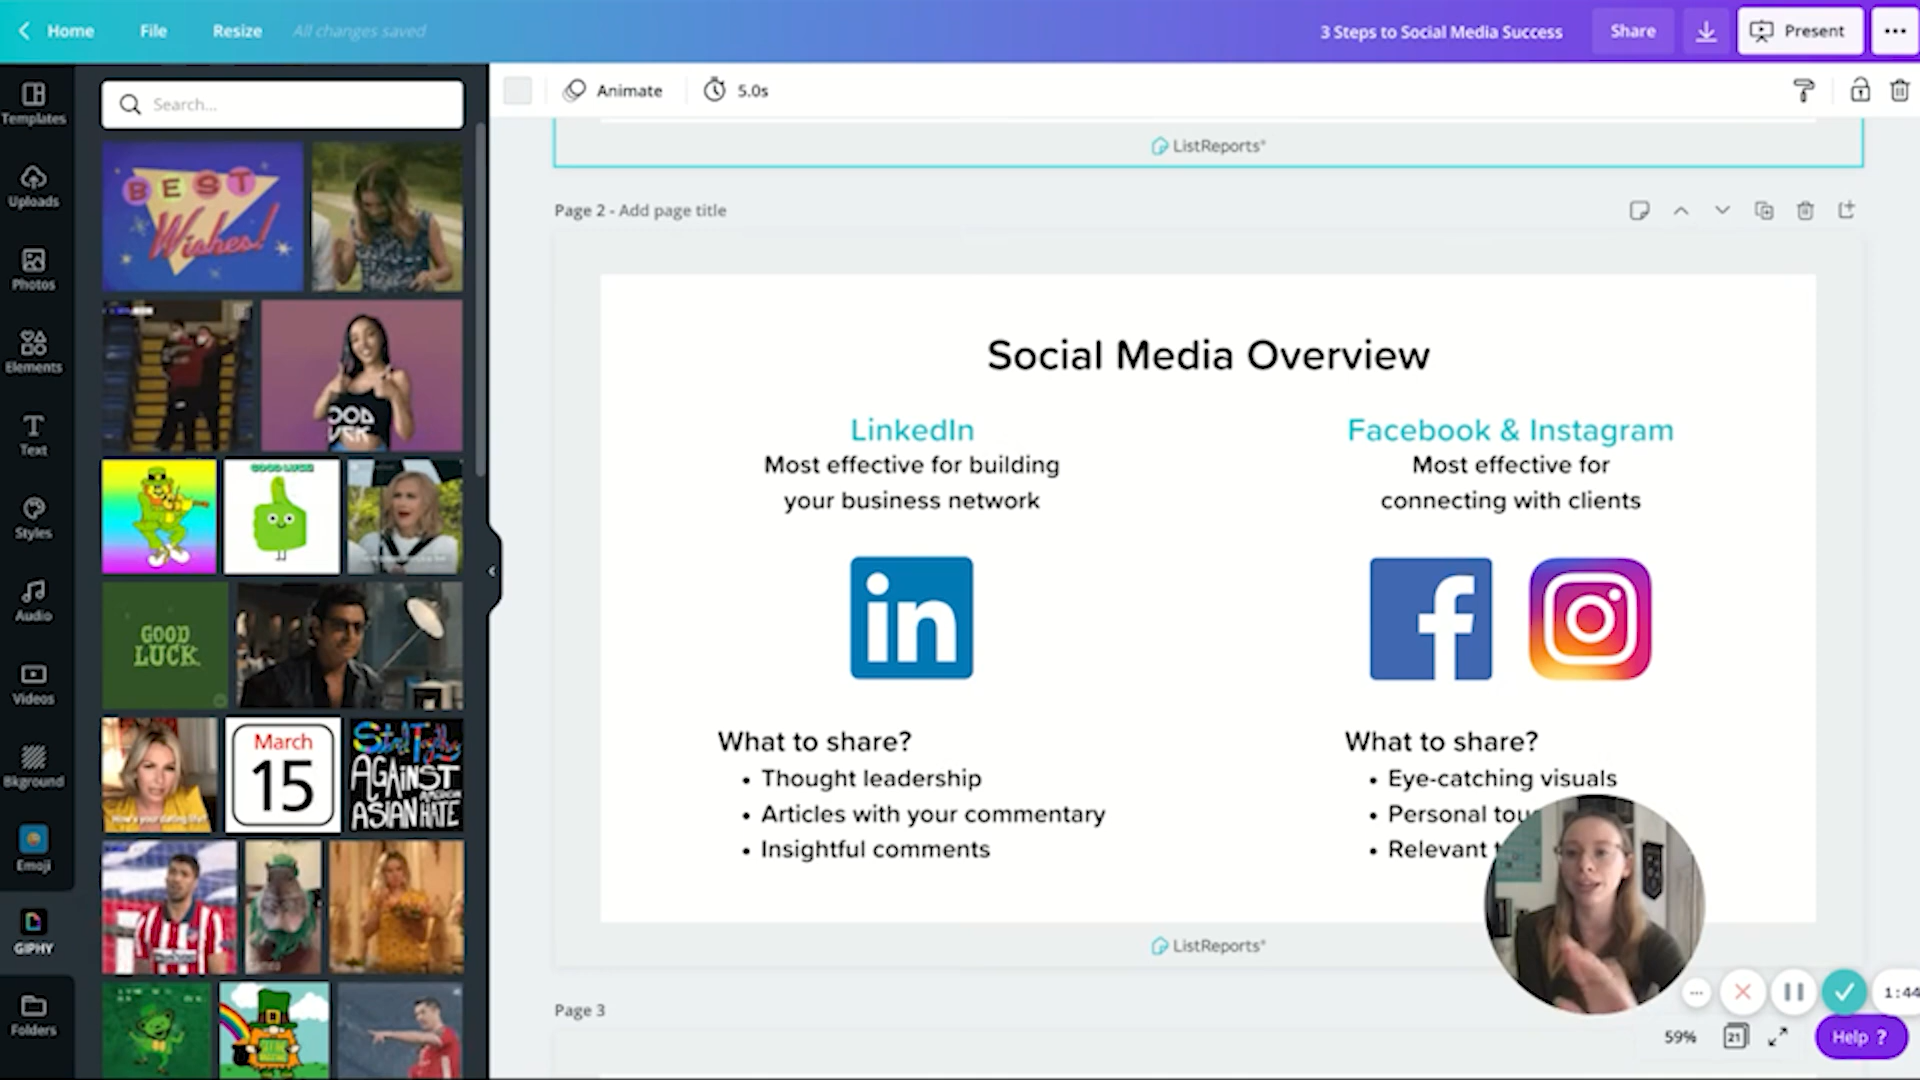 Home
File
Resize
All changes saved
3 Steps to Social Media Success
Share
Present
Templates
Uploads
Photos
Elements
Text
Styles
Audio
Videos
Bkground
Emoji
GIPHY
Folders
Search...
BEST
Wishes!
GOOD LUCK
GOOD
LUCK
March
15
AGAINST
ASIAN HATE
Animate
5.0s
ListReports
Page 2 - Add page title
Social Media Overview
LinkedIn
Most effective for building
your business network
in
What to share?
• Thought leadership
• Articles with your commentary
• Insightful comments
Facebook & Instagram
Most effective for
connecting with clients
f
What to share?
• Eye-catching visuals
• Personal
• Relevant
ListReports
Page 3
1:44
59%
21
Help ?